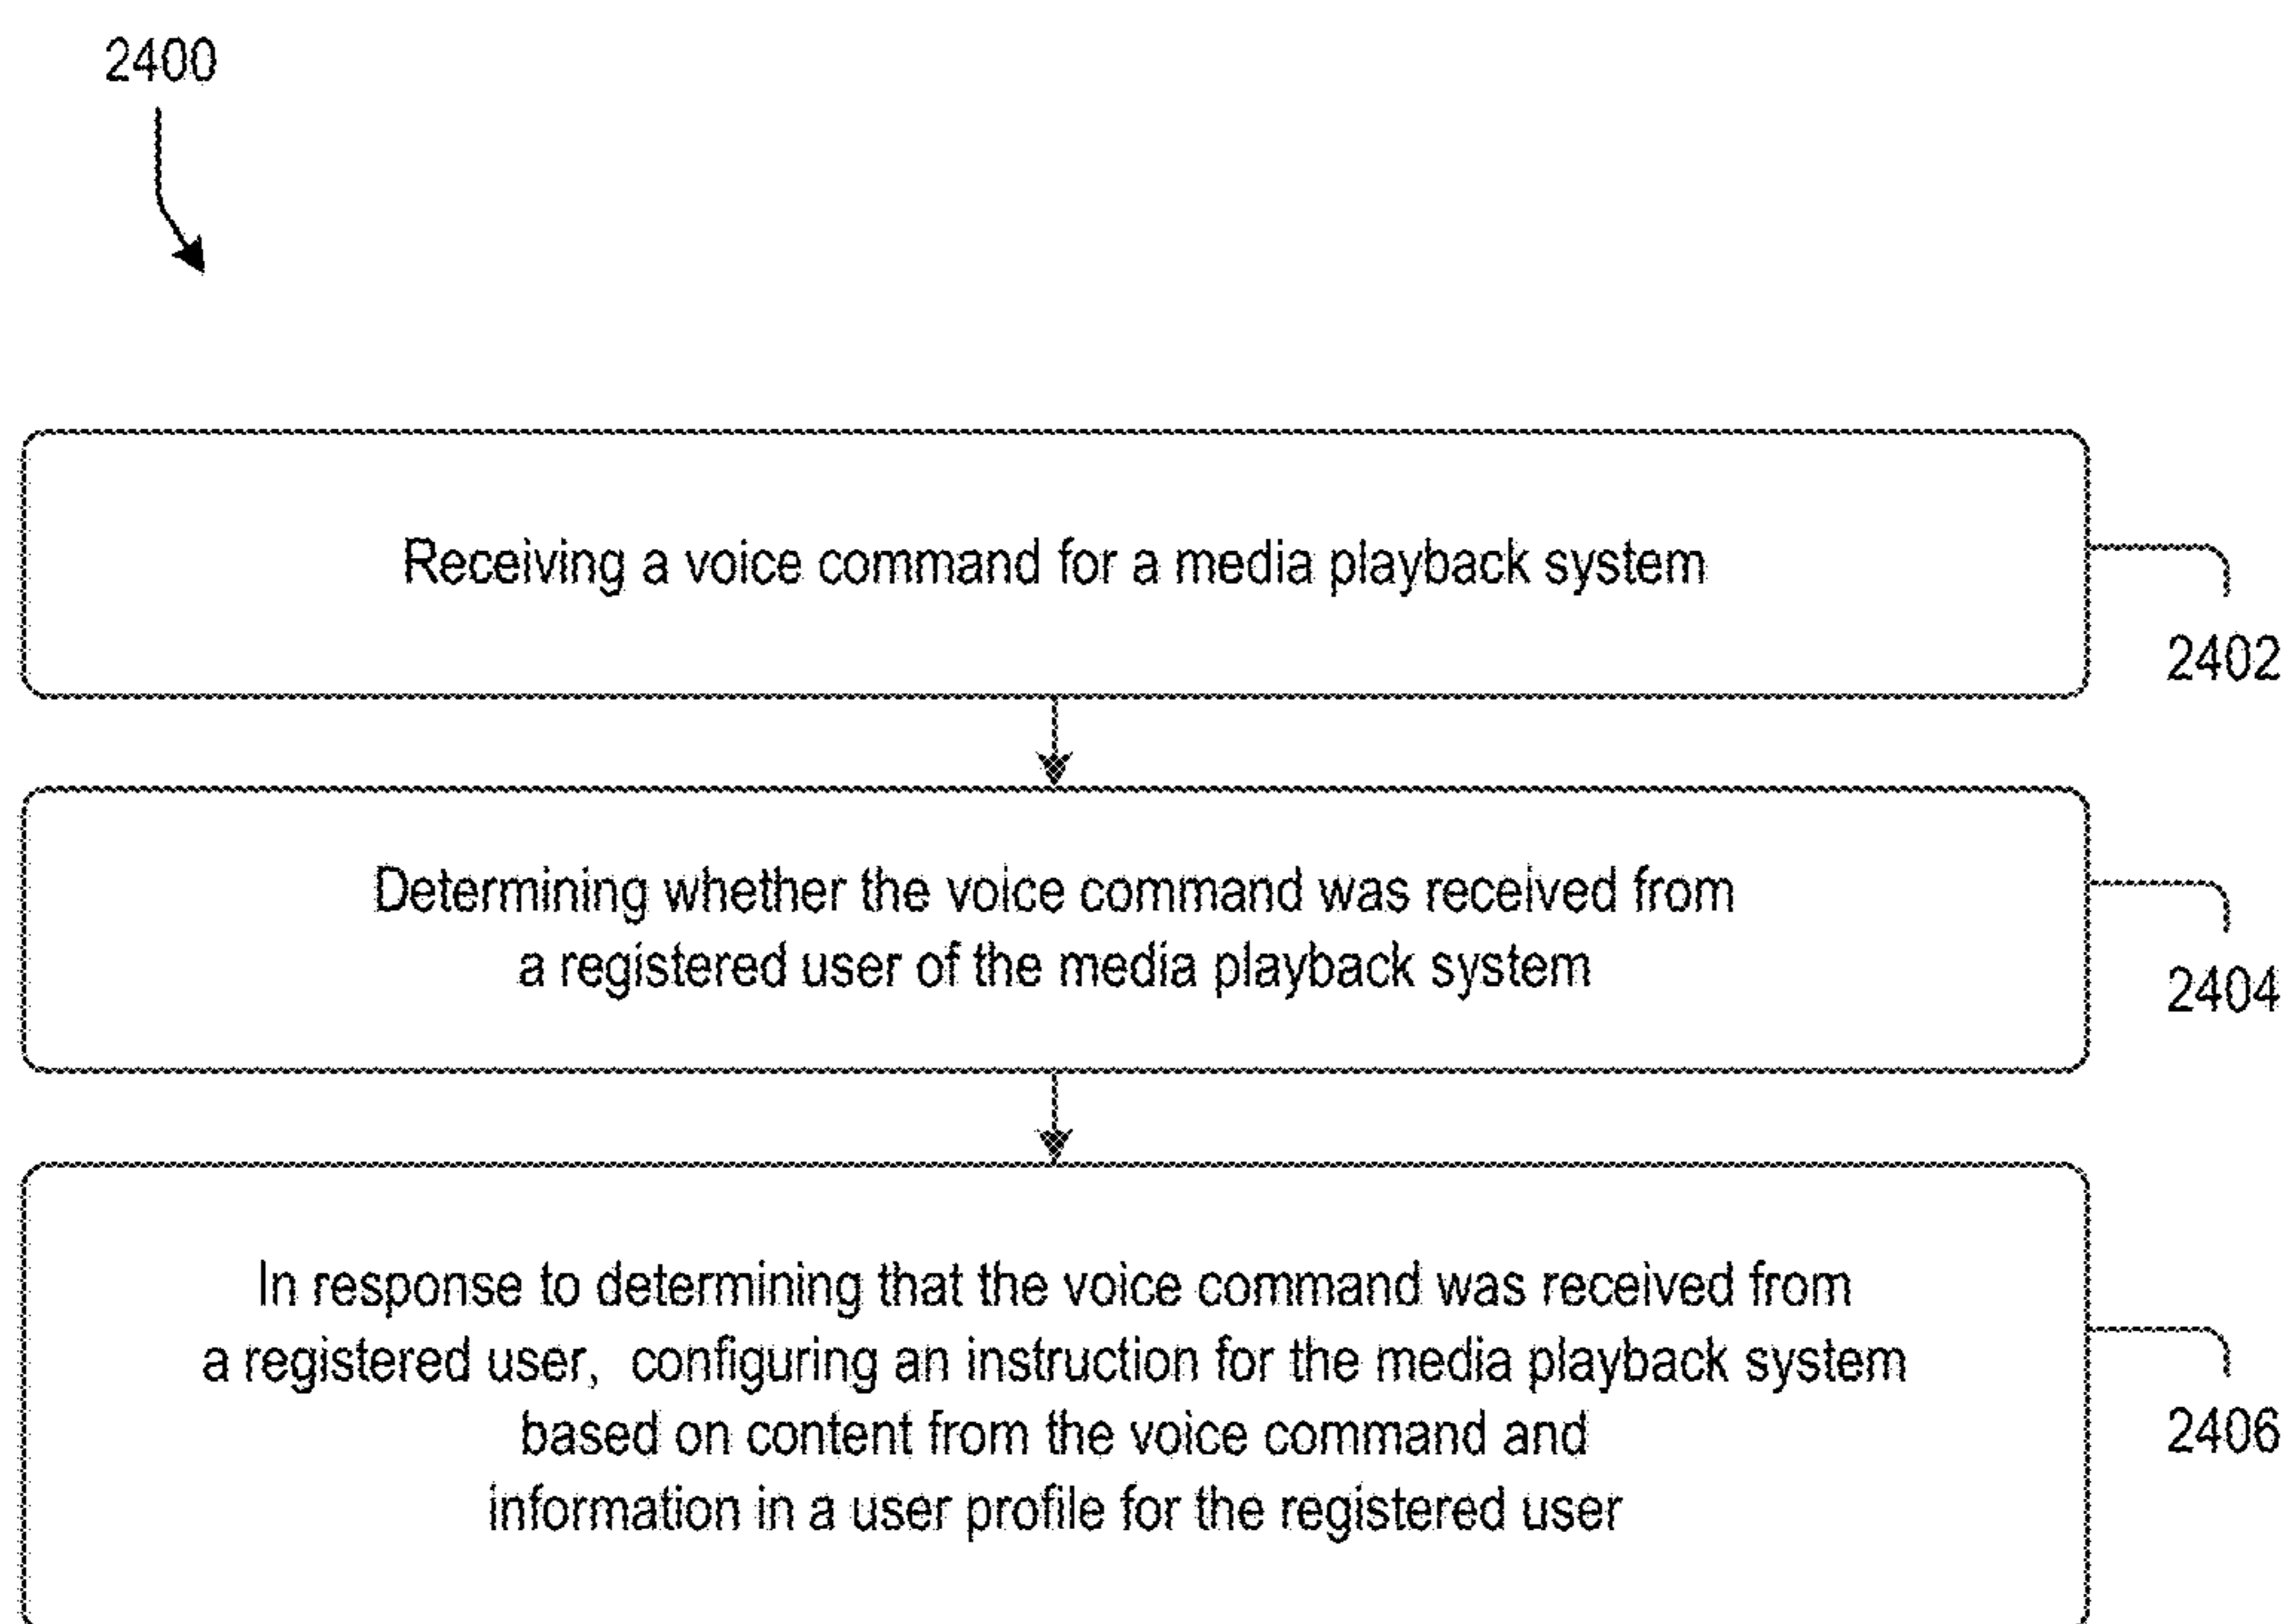 2400
Receiving a voice command for a media playback system
2402
Determining whether the voice command was received from
a registered user of the media playback system
2404
In response to determining that the voice command was received from
a registered user, configuring an instruction for the media playback system
based on content from the voice command and
information in a user profile for the registered user
2406